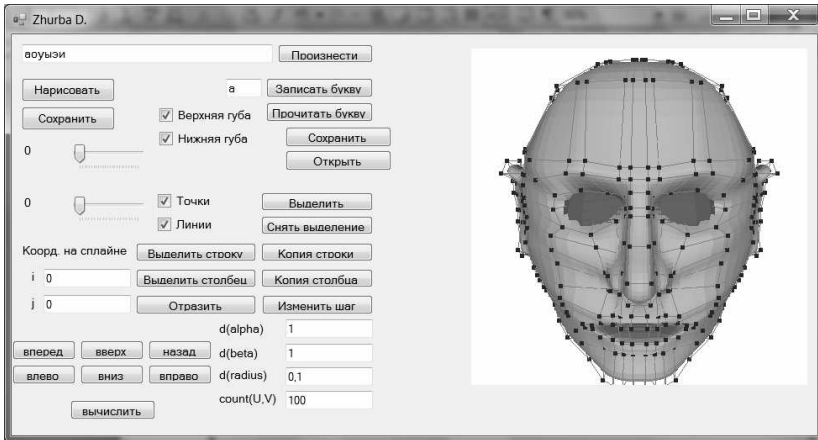 Zhurba D.
аоуыэи Произнести
Нарисовать а Записать букву
Сохранить Верхняя губа Прочитать букву
Нижняя губа Сохранить
0 Открыть
0 Точки Выделить
Линии Снять выделение
Коорд. на сплайне Выделить строку Копия строки
i 0 Выделить столбец Копия столбца
j 0 Отразить Изменить шаг
d(alpha) 1
вперед вверх назад d(beta) 1
влево вниз вправо d(radius) 0,1
count(U,V) 100
вычислить